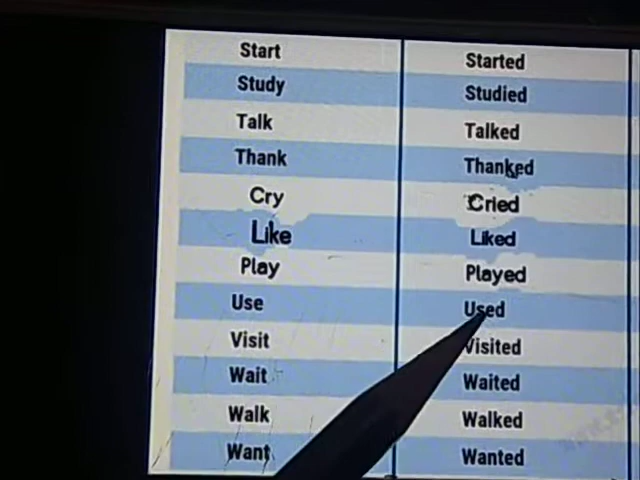 Start Started
Study Studied
Talk Talked
Thank Thanked
Cry Cried
Like Liked
Play Played
Use Used
Visit Visited
Wait Waited
Walk Walked
Want Wanted